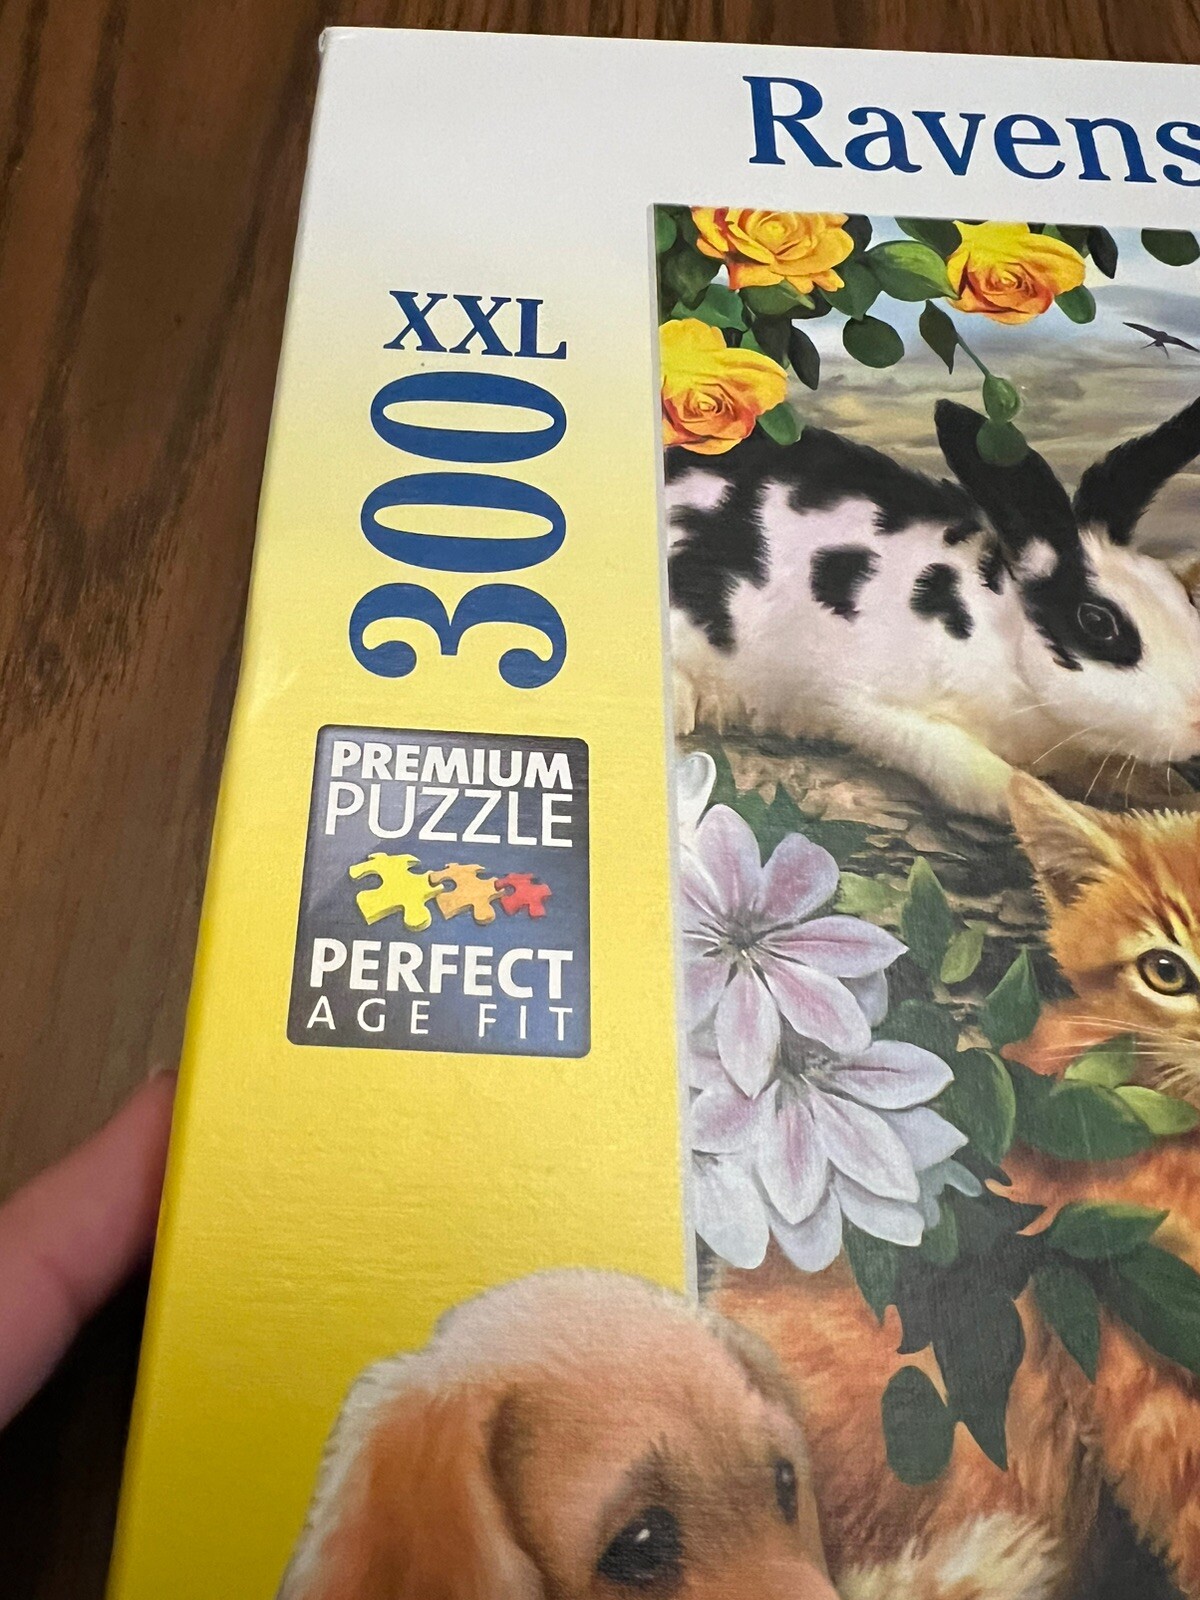 Ravens
XXL
300
PREMIUM
PUZZLE
PERFECT
AGE FIT